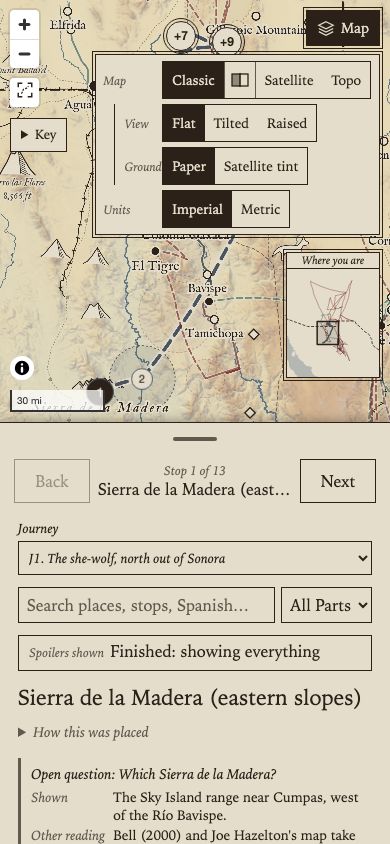 +
−
Elfrida
+7
+9
Map
Agua
Key
8,566 ft
Map
Classic
Satellite
Topo
View
Flat
Tilted
Raised
Ground
Paper
Satellite tint
Units
Imperial
Metric
El Tigre
Bavispe
Tamichopa
Where you are
2
30 mi
Sierra de la Madera
Stop 1 of 13
Back
Sierra de la Madera (east…
Next
Journey
J1. The she-wolf, north out of Sonora
Search places, stops, Spanish…
All Parts
Spoilers shown Finished: showing everything
Sierra de la Madera (eastern slopes)
How this was placed
Open question: Which Sierra de la Madera?
Shown The Sky Island range near Cumpas, west
of the Río Bavispe.
Other reading Bell (2000) and Joe Hazelton's map take